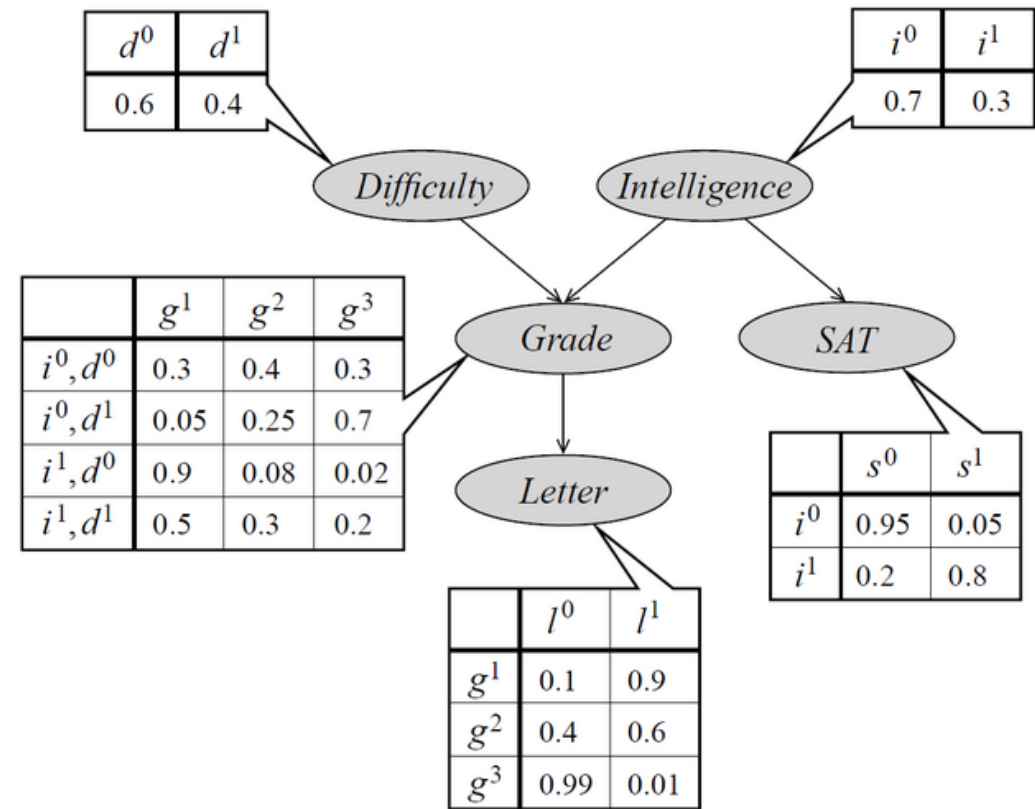 d⁰ d¹
0.6 0.4
i⁰ i¹
0.7 0.3
Difficulty
Intelligence
g¹ g² g³
i⁰, d⁰ 0.3 0.4 0.3
i⁰, d¹ 0.05 0.25 0.7
i¹, d⁰ 0.9 0.08 0.02
i¹, d¹ 0.5 0.3 0.2
Grade
SAT
Letter
s⁰ s¹
i⁰ 0.95 0.05
i¹ 0.2 0.8
l⁰ l¹
g¹ 0.1 0.9
g² 0.4 0.6
g³ 0.99 0.01